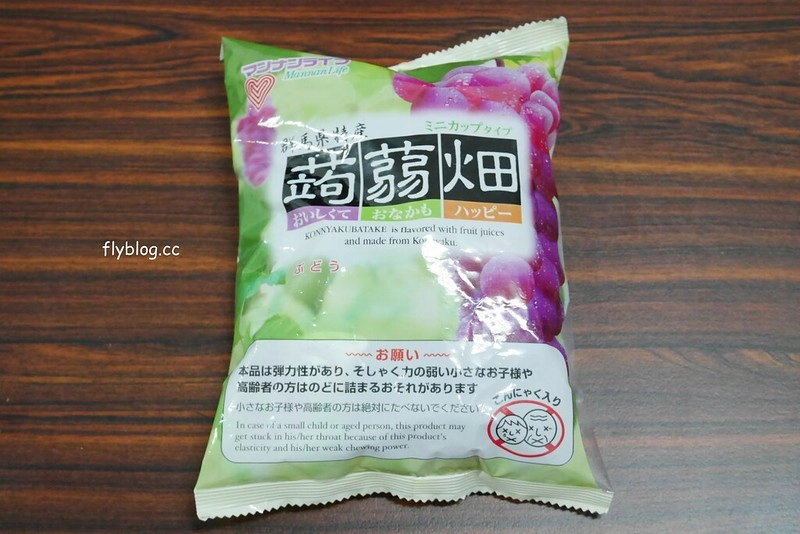 マンナンライフ
MannanLife
ミニカップタイプ
群馬県特産
蒟蒻畑
おいしくて おなかも ハッピー
KONNYAKUBATAKE is flavored with fruit juices
and made from Konnyaku.
ぶどう
flyblog.cc
お願い
本品は弾力性があり、そしゃく力の弱い小さなお子様や
高齢者の方はのどに詰まるおそれがあります
小さなお子様や高齢者の方は絶対にたべないでください
こんにゃく入り
In case of a small child or aged person, this product may
get stuck in his/her throat because of this product's
elasticity and his/her weak chewing power.